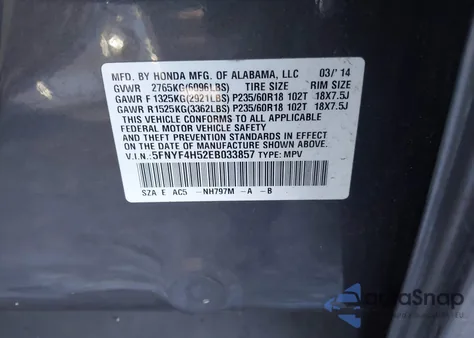 MFD. BY HONDA MFG. OF ALABAMA, LLC 03/'14
GVWR 2765KG(6096LBS) TIRE SIZE RIM SIZE
GAWR F 1325KG(2921LBS) P235/60R18 102T 18X7.5J
GAWR R1525KG(3362LBS) P235/60R18 102T 18X7.5J
THIS VEHICLE CONFORMS TO ALL APPLICABLE
FEDERAL MOTOR VEHICLE SAFETY, BUMPER,
AND THEFT PREVENTION STANDARDS IN EFFECT
ON THE DATE OF MANUFACTURE SHOWN ABOVE.
V.I.N.:5FNYF4H52EB033857 TYPE: MPV
SZA E AC5 -NH797M -A -B
AutoSnap